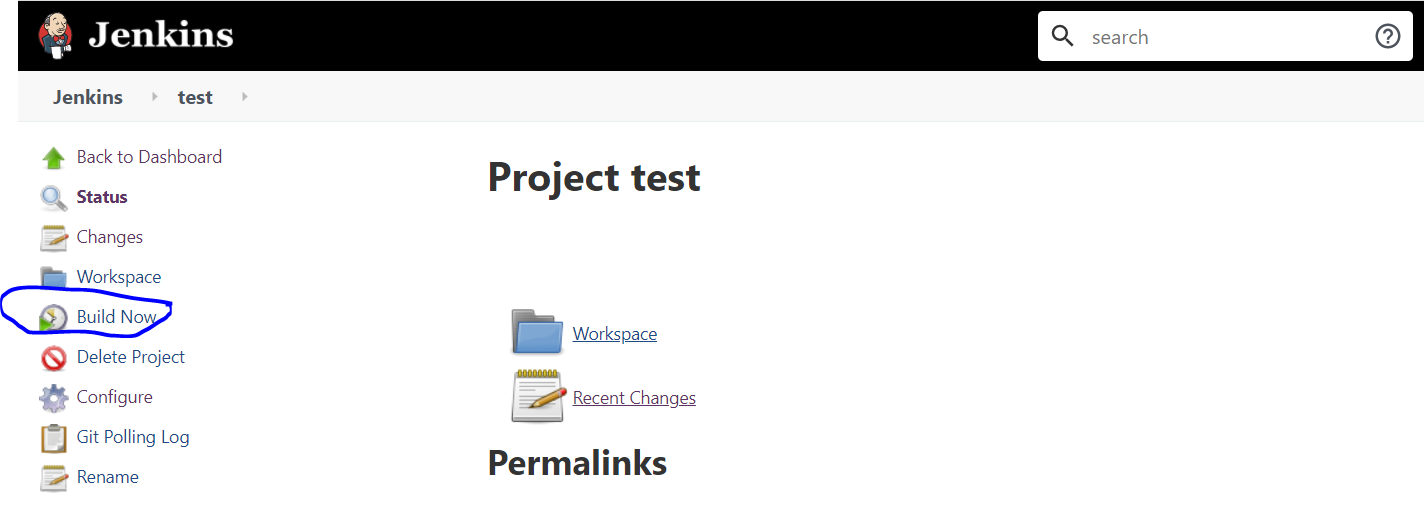 Jenkins
search
Jenkins test
Back to Dashboard
Status
Changes
Workspace
Build Now
Delete Project
Configure
Git Polling Log
Rename
Project test
Workspace
Recent Changes
Permalinks